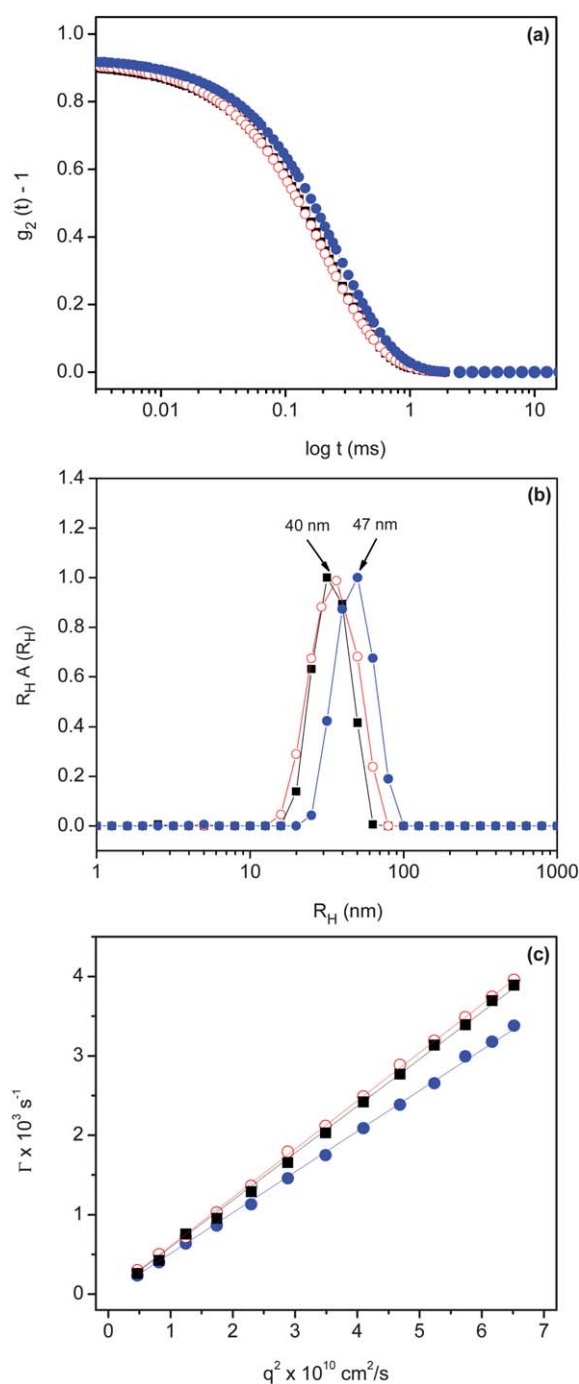 (a)
1.0
0.8
0.6
0.4
0.2
0.0
g₂ (t) - 1
0.01 0.1 1 10
log t (ms)
(b)
1.4
1.2
1.0
0.8
0.6
0.4
0.2
0.0
40 nm 47 nm
R_H A (R_H)
1 10 100 1000
R_H (nm)
(c)
4
3
2
1
0
Γ x 10³ s⁻¹
0 1 2 3 4 5 6 7
q² x 10¹⁰ cm²/s